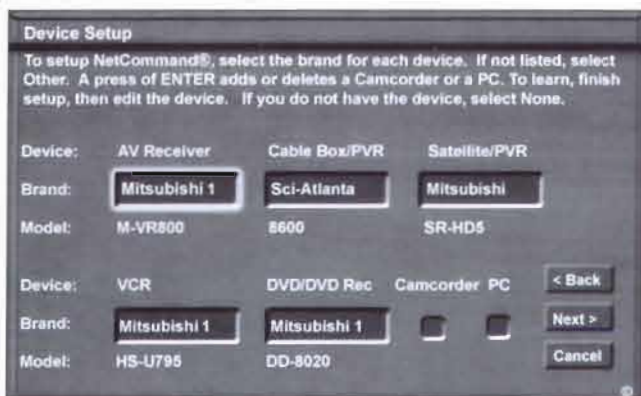 Device Setup
To setup NetCommand®, select the brand for each device. If not listed, select
Other. A press of ENTER adds or deletes a Camcorder or a PC. To learn, finish
setup, then edit the device. If you do not have the device, select None.
Device: AV Receiver Cable Box/PVR Satellite/PVR
Brand: Mitsubishi 1 Sci-Atlanta Mitsubishi
Model: M-VR800 8600 SR-HD5
Device: VCR DVD/DVD Rec Camcorder PC < Back
Brand: Mitsubishi 1 Mitsubishi 1 Next >
Model: HS-U795 DD-8020 Cancel